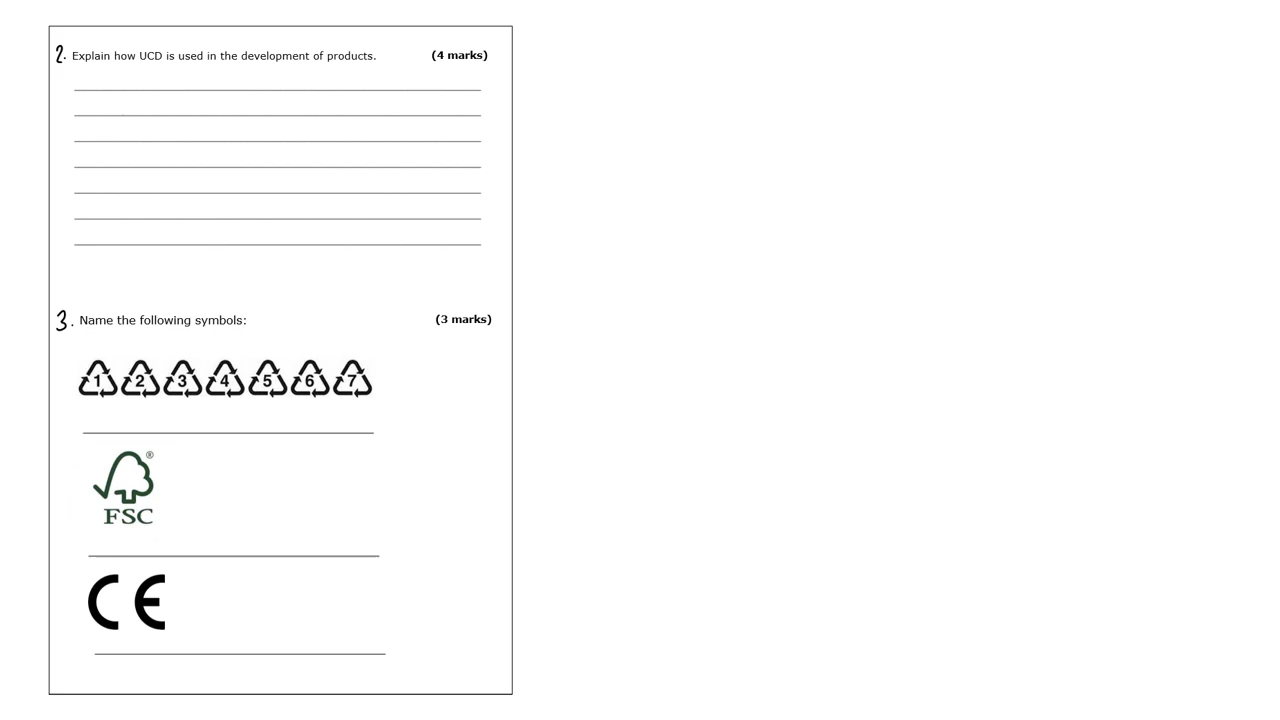 2. Explain how UCD is used in the development of products. (4 marks)
3. Name the following symbols: (3 marks)
1 2 3 4 5 6 7
®
FSC
CE